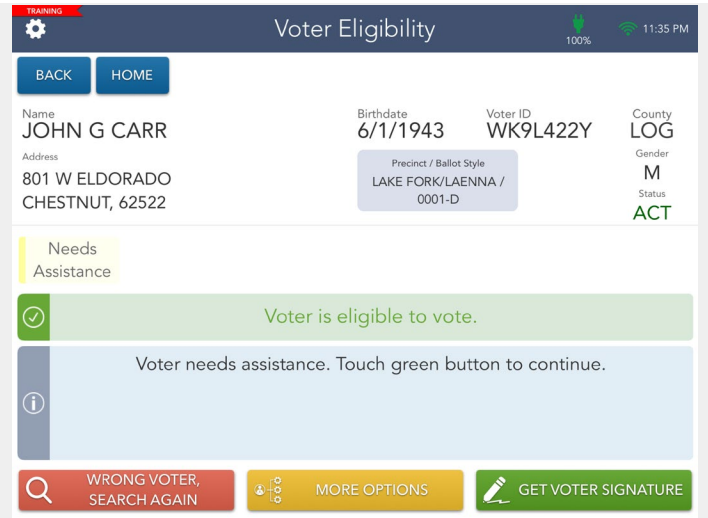 TRAINING
Voter Eligibility
100%
11:35 PM
BACK
HOME
Name
JOHN G CARR
Birthdate
6/1/1943
Voter ID
WK9L422Y
County
LOG
Address
801 W ELDORADO
CHESTNUT, 62522
Precinct / Ballot Style
LAKE FORK/LAENNA /
0001-D
Gender
M
Status
ACT
Needs
Assistance
Voter is eligible to vote.
Voter needs assistance. Touch green button to continue.
WRONG VOTER,
SEARCH AGAIN
MORE OPTIONS
GET VOTER SIGNATURE